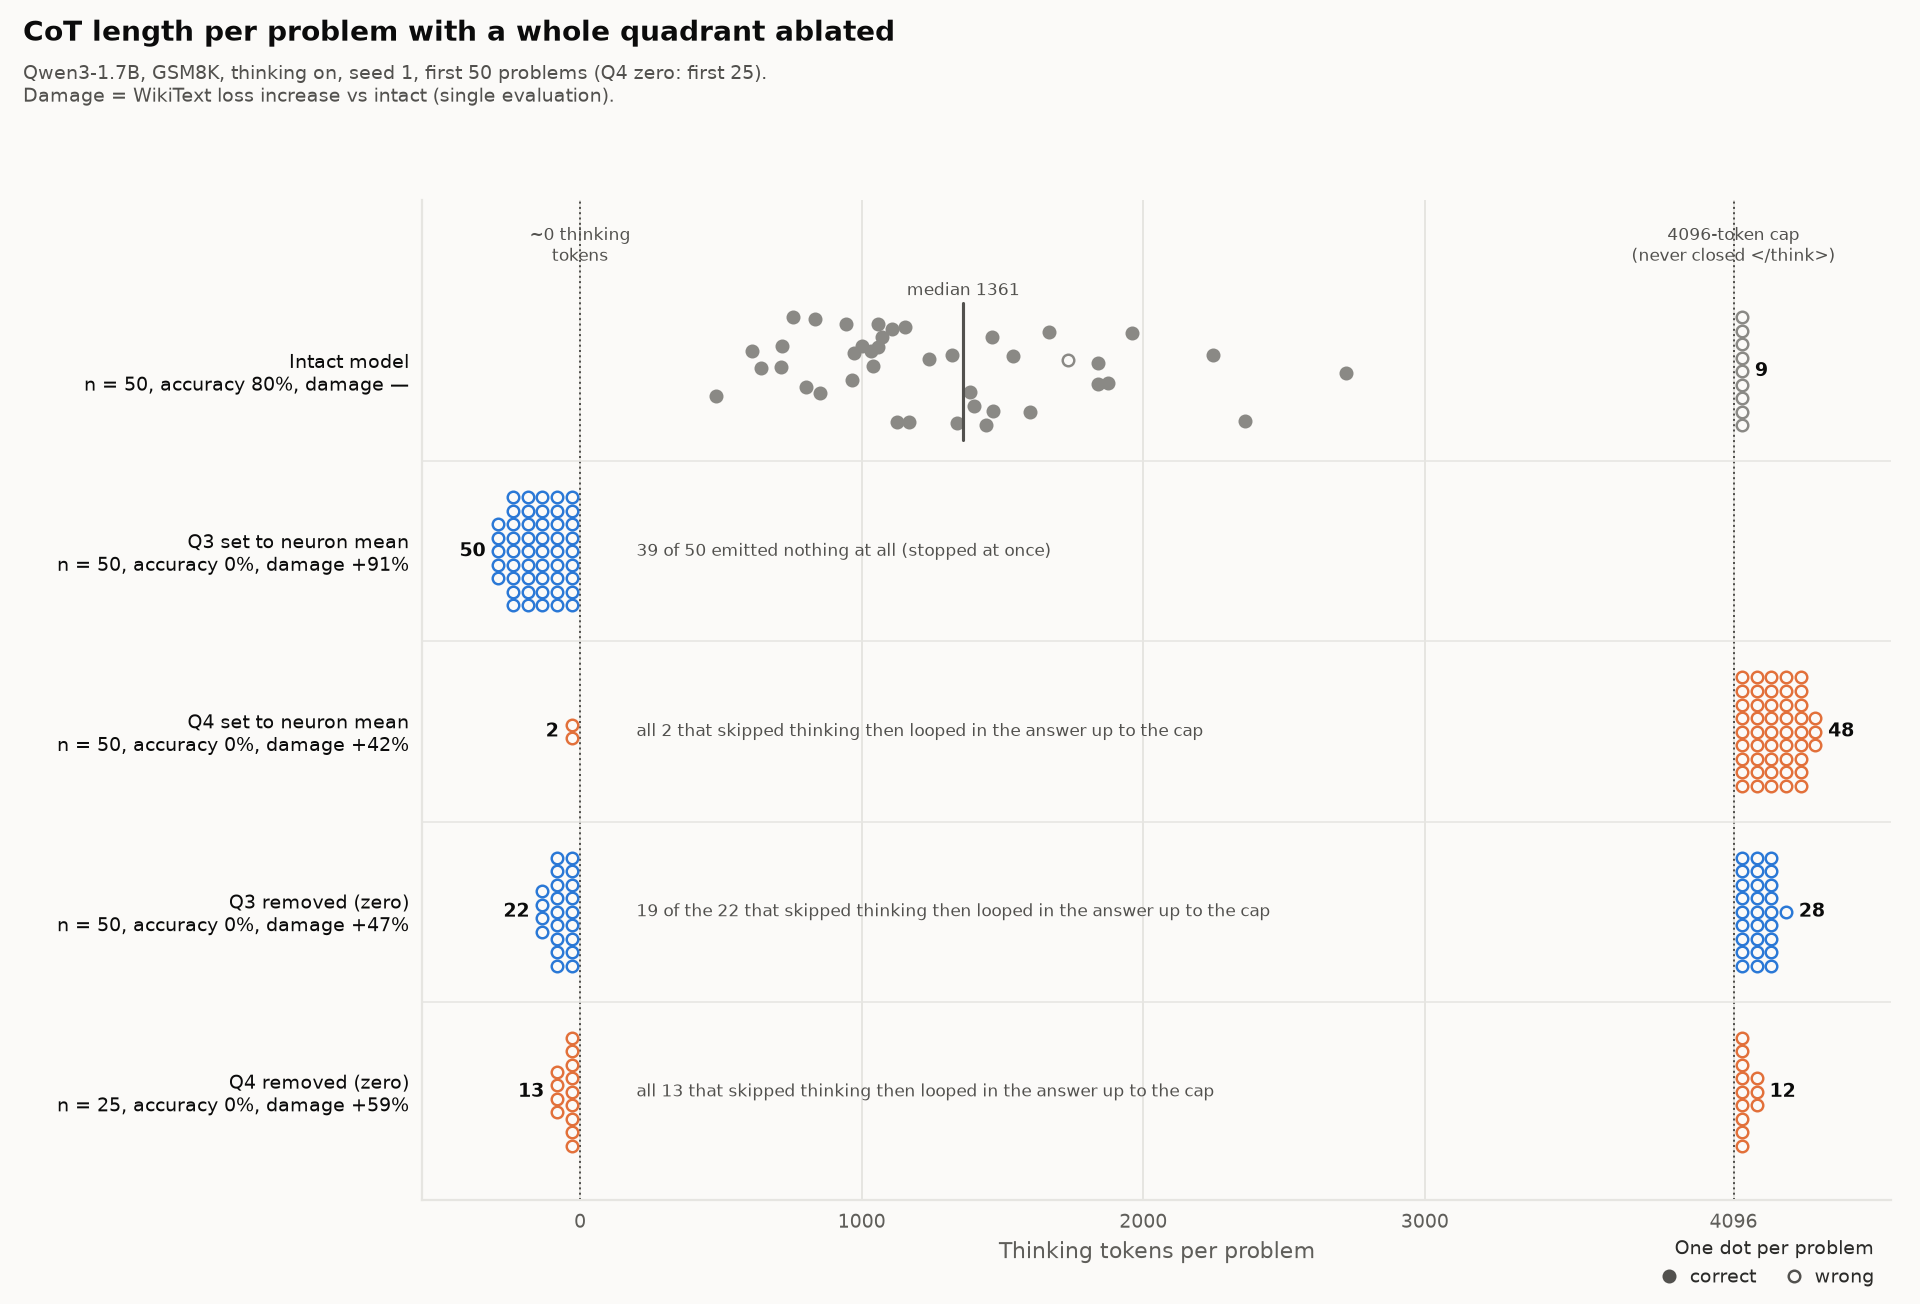 CoT length per problem with a whole quadrant ablated
Qwen3-1.7B, GSM8K, thinking on, seed 1, first 50 problems (Q4 zero: first 25).
Damage = WikiText loss increase vs intact (single evaluation).
~0 thinking
tokens
4096-token cap
(never closed </think>)
median 1361
Intact model
n = 50, accuracy 80%, damage —
9
Q3 set to neuron mean
n = 50, accuracy 0%, damage +91%
50
39 of 50 emitted nothing at all (stopped at once)
Q4 set to neuron mean
n = 50, accuracy 0%, damage +42%
2
all 2 that skipped thinking then looped in the answer up to the cap
48
Q3 removed (zero)
n = 50, accuracy 0%, damage +47%
22
19 of the 22 that skipped thinking then looped in the answer up to the cap
28
Q4 removed (zero)
n = 25, accuracy 0%, damage +59%
13
all 13 that skipped thinking then looped in the answer up to the cap
12
0
1000
2000
3000
4096
Thinking tokens per problem
One dot per problem
correct
wrong